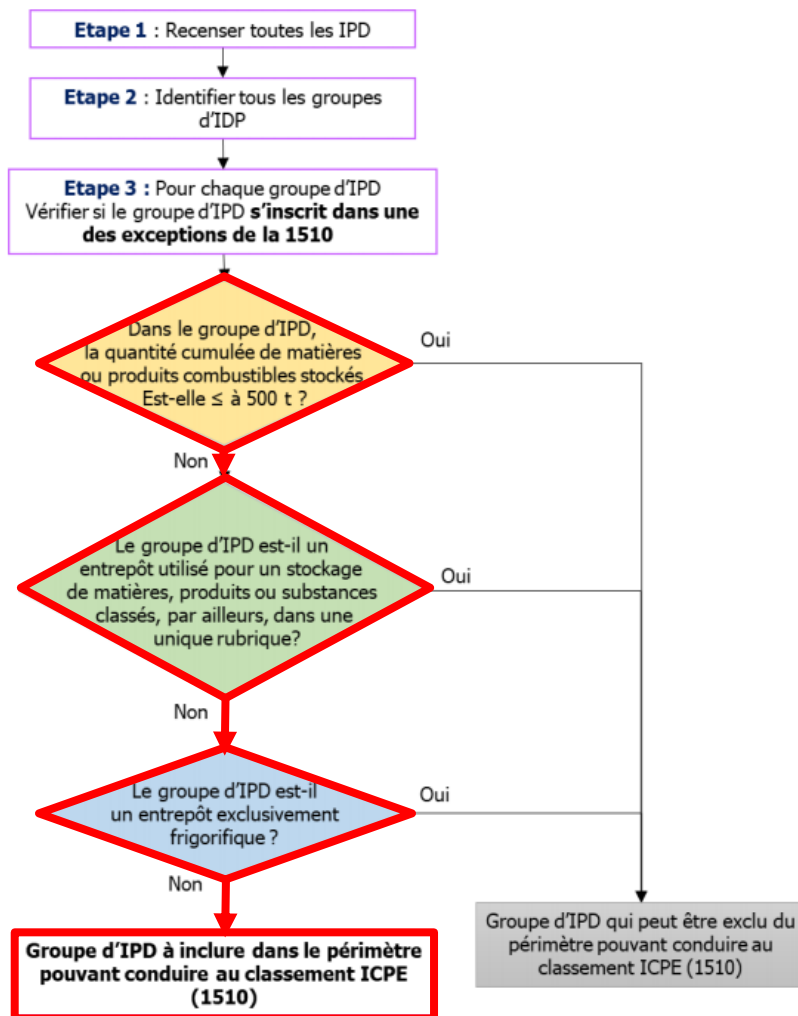 Etape 1 : Recenser toutes les IPD
Etape 2 : Identifier tous les groupes
d'IDP
Etape 3 : Pour chaque groupe d'IPD
Vérifier si le groupe d'IPD s'inscrit dans une
des exceptions de la 1510
Dans le groupe d'IPD,
la quantité cumulée de matières
ou produits combustibles stockés
Est-elle ≤ à 500 t ?
Oui
Non
Le groupe d'IPD est-il un
entrepôt utilisé pour un stockage
de matières, produits ou substances
classés, par ailleurs, dans une
unique rubrique?
Oui
Non
Le groupe d'IPD est-il
un entrepôt exclusivement
frigorifique ?
Oui
Non
Groupe d'IPD à inclure dans le périmètre
pouvant conduire au classement ICPE
(1510)
Groupe d'IPD qui peut être exclu du
périmètre pouvant conduire au
classement ICPE (1510)